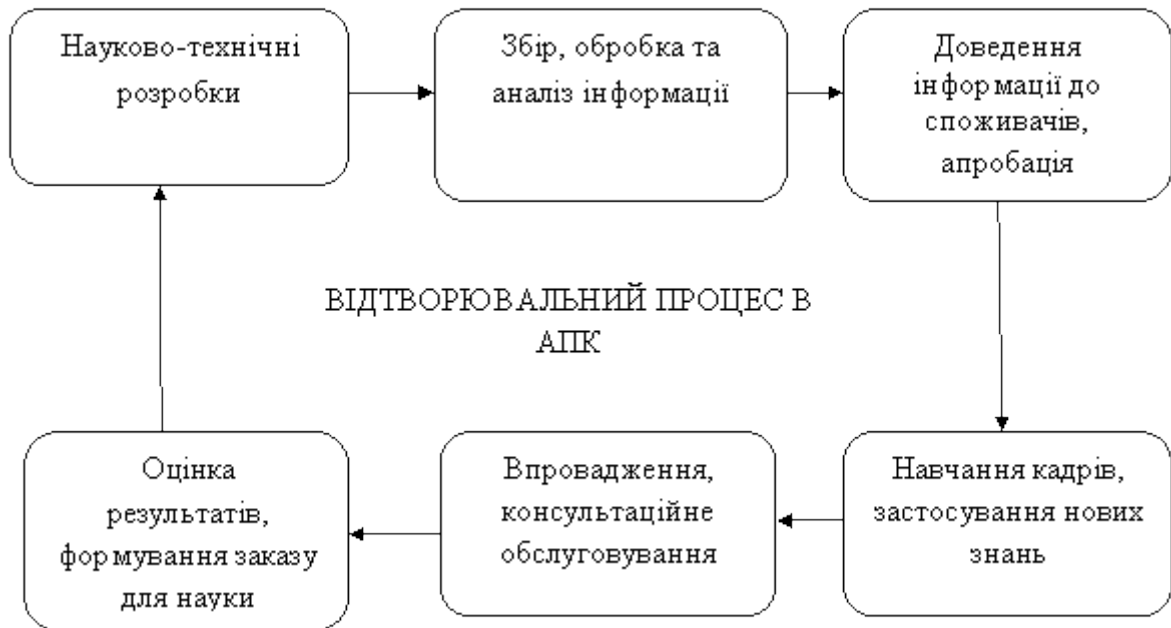 Науково-технічні
розробки
Збір, обробка та
аналіз інформації
Доведення
інформації до
споживачів,
апробація
ВІДТВОРЮВАЛЬНИЙ ПРОЦЕС В
АПК
Оцінка
результатів,
формування заказу
для науки
Впровадження,
консультаційне
обслуговування
Навчання кадрів,
застосування нових
знань